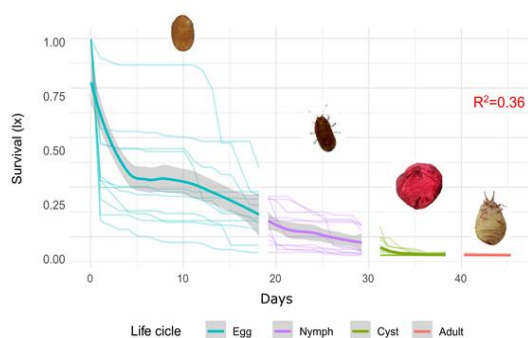 1.00
0.75
0.50
0.25
0.00
Survival (lx)
R²=0.36
0 10 20 30 40
Days
Life cicle Egg Nymph Cyst Adult